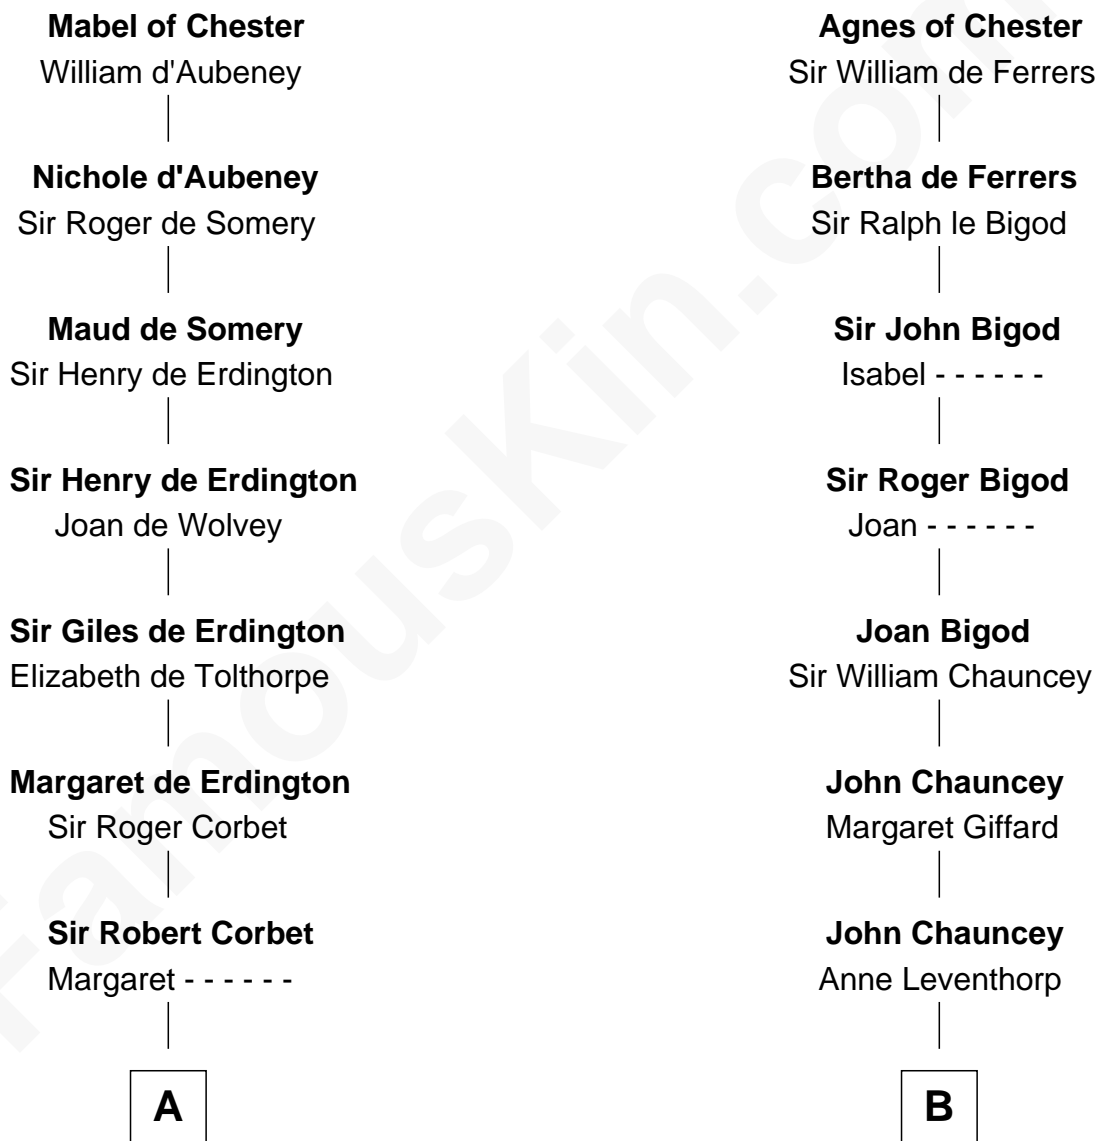 Mabel of Chester
William d'Aubeney
Nichole d'Aubeney
Sir Roger de Somery
Maud de Somery
Sir Henry de Erdington
Sir Henry de Erdington
Joan de Wolvey
Sir Giles de Erdington
Elizabeth de Tolthorpe
Margaret de Erdington
Sir Roger Corbet
Sir Robert Corbet
Margaret - - - - - -
A
Agnes of Chester
Sir William de Ferrers
Bertha de Ferrers
Sir Ralph le Bigod
Sir John Bigod
Isabel - - - - - -
Sir Roger Bigod
Joan - - - - - -
Joan Bigod
Sir William Chauncey
John Chauncey
Margaret Giffard
John Chauncey
Anne Leventhorp
B
FamousKin.com